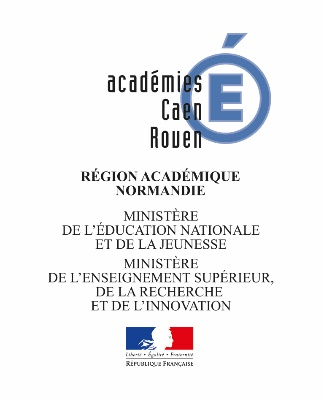 académies
Caen
Rouen
É
RÉGION ACADÉMIQUE
NORMANDIE
MINISTÈRE
DE L'ÉDUCATION NATIONALE
ET DE LA JEUNESSE
MINISTÈRE
DE L'ENSEIGNEMENT SUPÉRIEUR,
DE LA RECHERCHE
ET DE L'INNOVATION
Liberté • Égalité • Fraternité
RÉPUBLIQUE FRANÇAISE